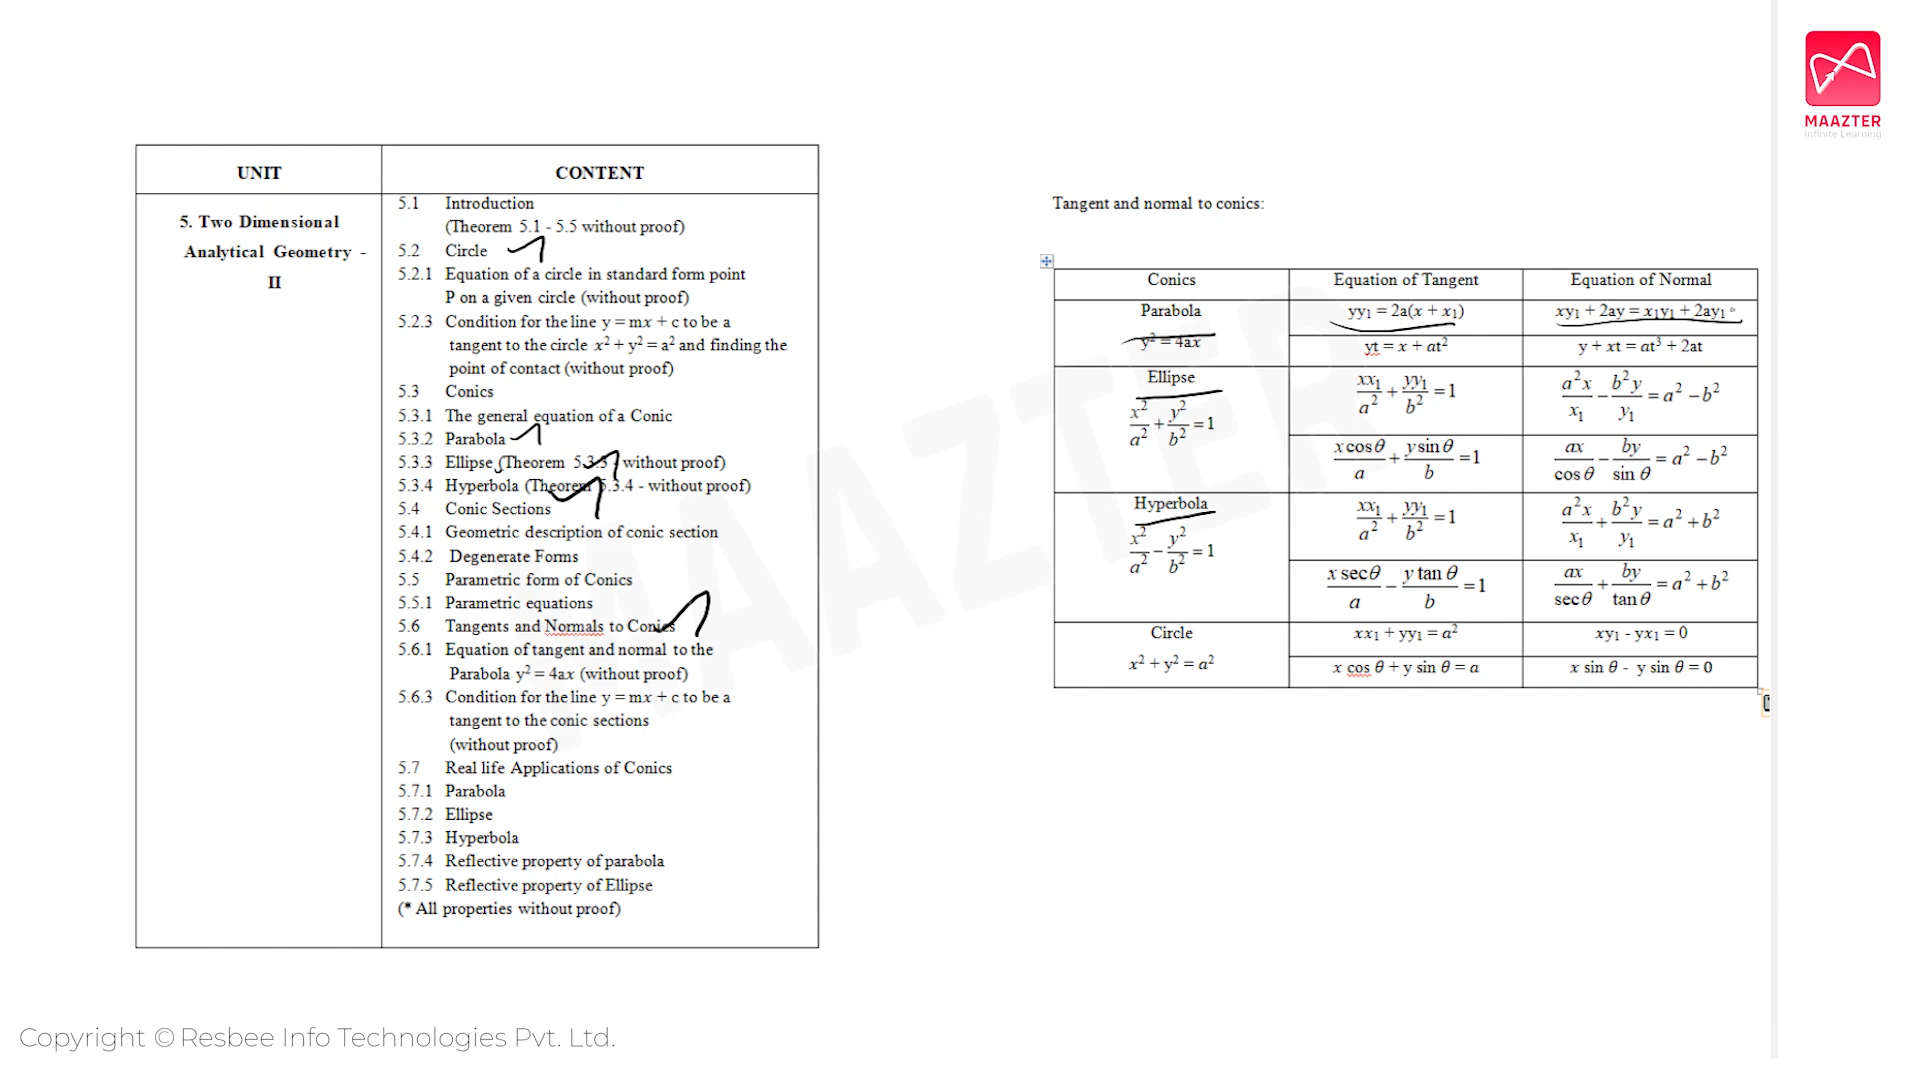 MAAZTER
Infinite Learning
UNIT
CONTENT
5. Two Dimensional
Analytical Geometry -
II
5.1 Introduction
(Theorem 5.1 - 5.5 without proof)
5.2 Circle
5.2.1 Equation of a circle in standard form point
P on a given circle (without proof)
5.2.3 Condition for the line y = mx + c to be a
tangent to the circle x² + y² = a² and finding the
point of contact (without proof)
5.3 Conics
5.3.1 The general equation of a Conic
5.3.2 Parabola
5.3.3 Ellipse (Theorem 5.3.3 - without proof)
5.3.4 Hyperbola (Theorem 5.3.4 - without proof)
5.4 Conic Sections
5.4.1 Geometric description of conic section
5.4.2 Degenerate Forms
5.5 Parametric form of Conics
5.5.1 Parametric equations
5.6 Tangents and Normals to Conics
5.6.1 Equation of tangent and normal to the
Parabola y² = 4ax (without proof)
5.6.3 Condition for the line y = mx + c to be a
tangent to the conic sections
(without proof)
5.7 Real life Applications of Conics
5.7.1 Parabola
5.7.2 Ellipse
5.7.3 Hyperbola
5.7.4 Reflective property of parabola
5.7.5 Reflective property of Ellipse
(* All properties without proof)
Tangent and normal to conics:
Conics Equation of Tangent Equation of Normal
Parabola
y² = 4ax
yy₁ = 2a(x + x₁)
xy₁ + 2ay = x₁y₁ + 2ay₁
yt = x + at²
y + xt = at³ + 2at
Ellipse
x²/a² + y²/b² = 1
xx₁/a² + yy₁/b² = 1
a²x/x₁ − b²y/y₁ = a² − b²
x cos θ/a + y sin θ/b = 1
ax/cos θ − by/sin θ = a² − b²
Hyperbola
x²/a² − y²/b² = 1
xx₁/a² + yy₁/b² = 1
a²x/x₁ + b²y/y₁ = a² + b²
x sec θ/a − y tan θ/b = 1
ax/sec θ + by/tan θ = a² + b²
Circle
x² + y² = a²
xx₁ + yy₁ = a²
xy₁ - yx₁ = 0
x cos θ + y sin θ = a
x sin θ - y sin θ = 0
MAAZTER
Copyright © Resbee Info Technologies Pvt. Ltd.